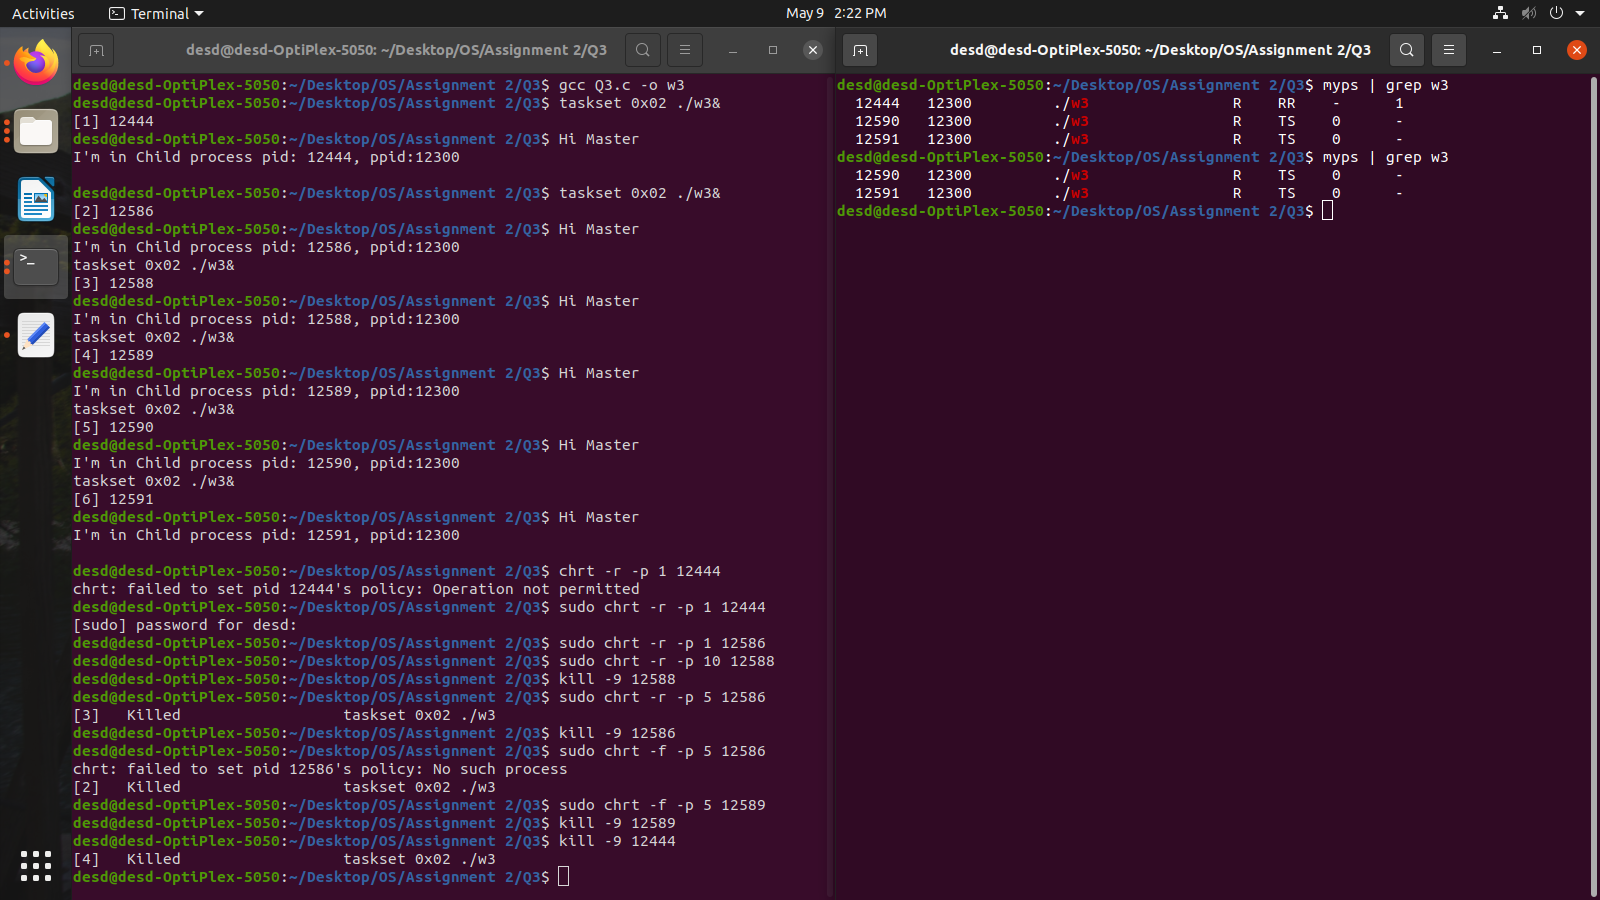 Activities Terminal May 9 2:22 PM
desd@desd-OptiPlex-5050: ~/Desktop/OS/Assignment 2/Q3
desd@desd-OptiPlex-5050:~/Desktop/OS/Assignment 2/Q3$ gcc Q3.c -o w3
desd@desd-OptiPlex-5050:~/Desktop/OS/Assignment 2/Q3$ taskset 0x02 ./w3&
[1] 12444
desd@desd-OptiPlex-5050:~/Desktop/OS/Assignment 2/Q3$ Hi Master
I'm in Child process pid: 12444, ppid:12300
desd@desd-OptiPlex-5050:~/Desktop/OS/Assignment 2/Q3$ taskset 0x02 ./w3&
[2] 12586
desd@desd-OptiPlex-5050:~/Desktop/OS/Assignment 2/Q3$ Hi Master
I'm in Child process pid: 12586, ppid:12300
taskset 0x02 ./w3&
[3] 12588
desd@desd-OptiPlex-5050:~/Desktop/OS/Assignment 2/Q3$ Hi Master
I'm in Child process pid: 12588, ppid:12300
taskset 0x02 ./w3&
[4] 12589
desd@desd-OptiPlex-5050:~/Desktop/OS/Assignment 2/Q3$ Hi Master
I'm in Child process pid: 12589, ppid:12300
taskset 0x02 ./w3&
[5] 12590
desd@desd-OptiPlex-5050:~/Desktop/OS/Assignment 2/Q3$ Hi Master
I'm in Child process pid: 12590, ppid:12300
taskset 0x02 ./w3&
[6] 12591
desd@desd-OptiPlex-5050:~/Desktop/OS/Assignment 2/Q3$ Hi Master
I'm in Child process pid: 12591, ppid:12300
desd@desd-OptiPlex-5050:~/Desktop/OS/Assignment 2/Q3$ chrt -r -p 1 12444
chrt: failed to set pid 12444's policy: Operation not permitted
desd@desd-OptiPlex-5050:~/Desktop/OS/Assignment 2/Q3$ sudo chrt -r -p 1 12444
[sudo] password for desd:
desd@desd-OptiPlex-5050:~/Desktop/OS/Assignment 2/Q3$ sudo chrt -r -p 1 12586
desd@desd-OptiPlex-5050:~/Desktop/OS/Assignment 2/Q3$ sudo chrt -r -p 10 12588
desd@desd-OptiPlex-5050:~/Desktop/OS/Assignment 2/Q3$ kill -9 12588
desd@desd-OptiPlex-5050:~/Desktop/OS/Assignment 2/Q3$ sudo chrt -r -p 5 12586
[3] Killed taskset 0x02 ./w3
desd@desd-OptiPlex-5050:~/Desktop/OS/Assignment 2/Q3$ kill -9 12586
desd@desd-OptiPlex-5050:~/Desktop/OS/Assignment 2/Q3$ sudo chrt -f -p 5 12586
chrt: failed to set pid 12586's policy: No such process
[2] Killed taskset 0x02 ./w3
desd@desd-OptiPlex-5050:~/Desktop/OS/Assignment 2/Q3$ sudo chrt -f -p 5 12589
desd@desd-OptiPlex-5050:~/Desktop/OS/Assignment 2/Q3$ kill -9 12589
desd@desd-OptiPlex-5050:~/Desktop/OS/Assignment 2/Q3$ kill -9 12444
[4] Killed taskset 0x02 ./w3
desd@desd-OptiPlex-5050:~/Desktop/OS/Assignment 2/Q3$
desd@desd-OptiPlex-5050: ~/Desktop/OS/Assignment 2/Q3
desd@desd-OptiPlex-5050:~/Desktop/OS/Assignment 2/Q3$ myps | grep w3
12444 12300 ./w3 R RR - 1
12590 12300 ./w3 R TS 0 -
12591 12300 ./w3 R TS 0 -
desd@desd-OptiPlex-5050:~/Desktop/OS/Assignment 2/Q3$ myps | grep w3
12590 12300 ./w3 R TS 0 -
12591 12300 ./w3 R TS 0 -
desd@desd-OptiPlex-5050:~/Desktop/OS/Assignment 2/Q3$